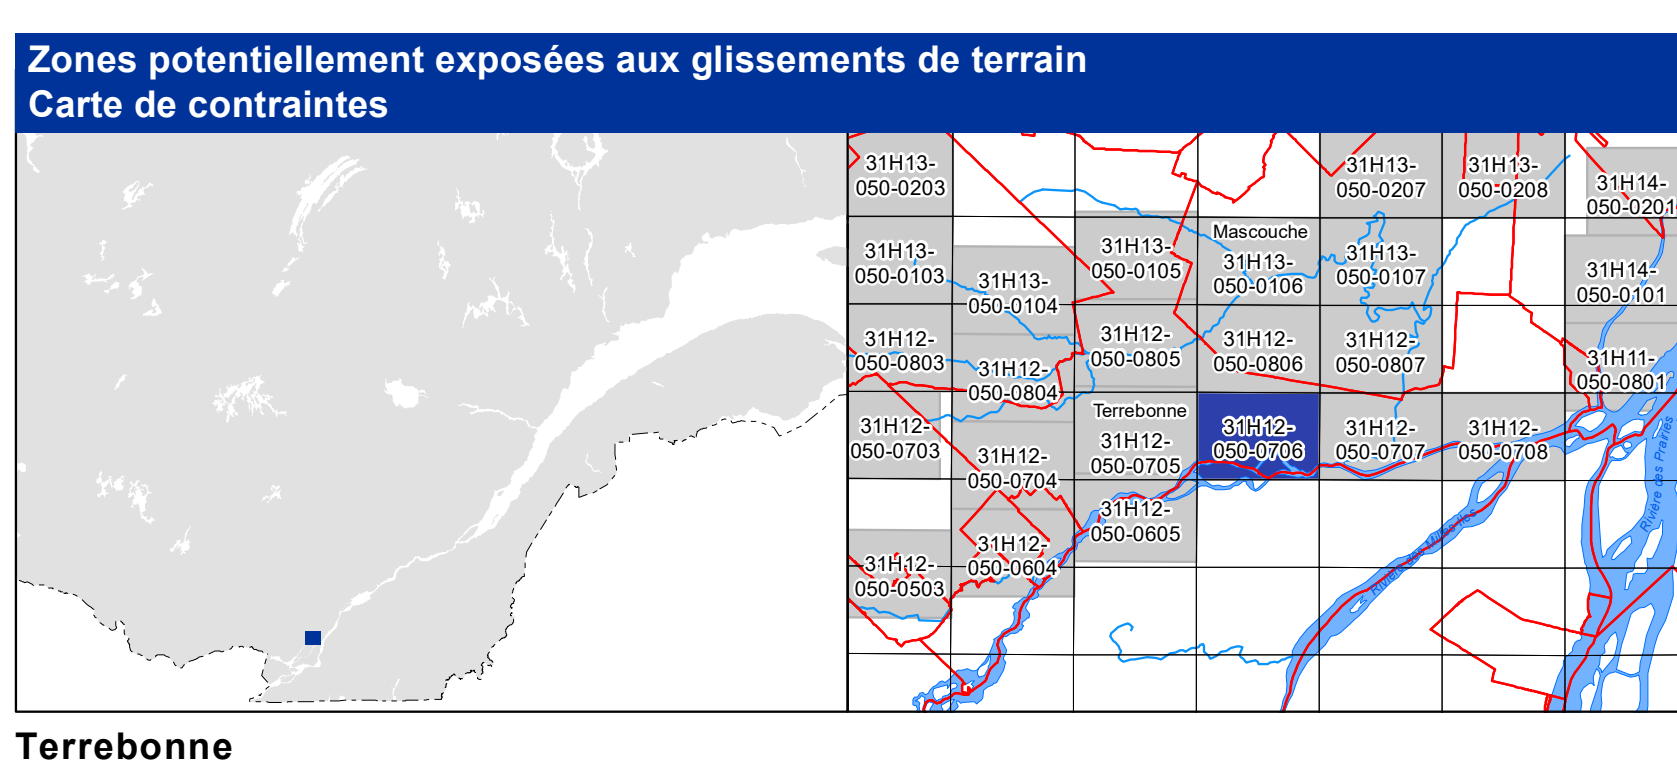 Zones potentiellement exposées aux glissements de terrain
Carte de contraintes
31H13-
050-0203
31H13-
050-0207
31H13-
050-0208
31H14-
050-0201
Mascouche
31H13-
050-0103
31H13-
050-0104
31H13-
050-0105
31H13-
050-0106
31H13-
050-0107
31H14-
050-0101
31H12-
050-0803
31H12-
050-0804
31H12-
050-0805
31H12-
050-0806
31H12-
050-0807
31H11-
050-0801
Terrebonne
31H12-
050-0703
31H12-
050-0704
31H12-
050-0705
31H12-
050-0706
31H12-
050-0707
31H12-
050-0708
31H12-
050-0605
31H12-
050-0604
31H12-
050-0503
Rivière des Mille Îles
Rivière des Prairies
Terrebonne